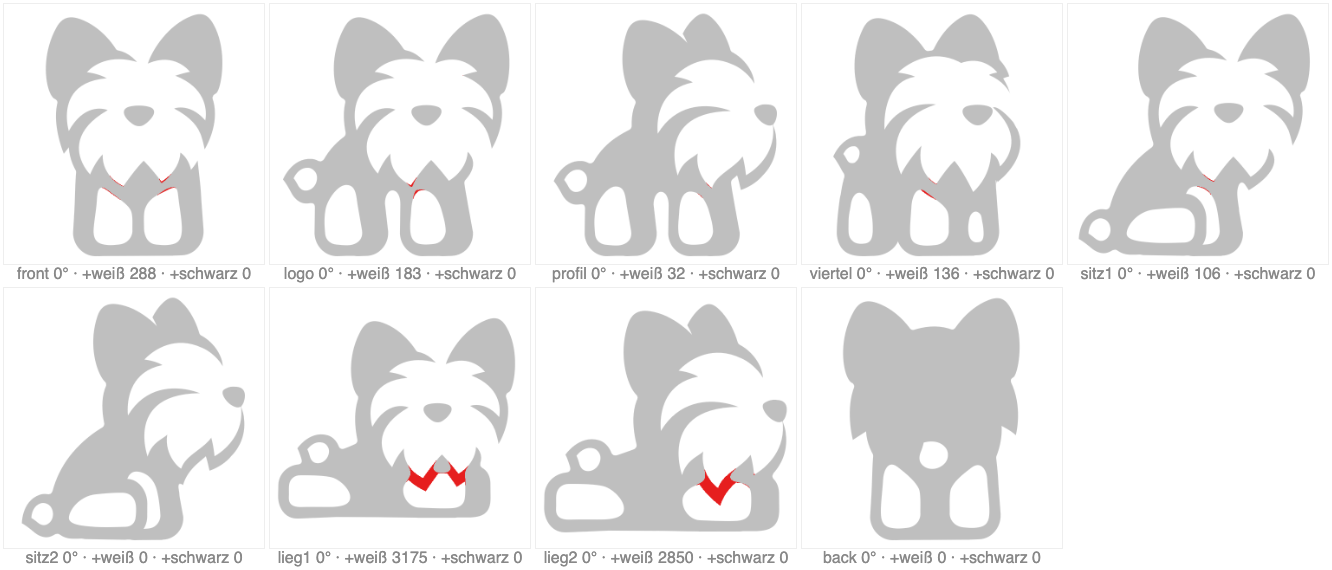 front 0° · +weiß 288 · +schwarz 0
logo 0° · +weiß 183 · +schwarz 0
profil 0° · +weiß 32 · +schwarz 0
viertel 0° · +weiß 136 · +schwarz 0
sitz1 0° · +weiß 106 · +schwarz 0
sitz2 0° · +weiß 0 · +schwarz 0
lieg1 0° · +weiß 3175 · +schwarz 0
lieg2 0° · +weiß 2850 · +schwarz 0
back 0° · +weiß 0 · +schwarz 0